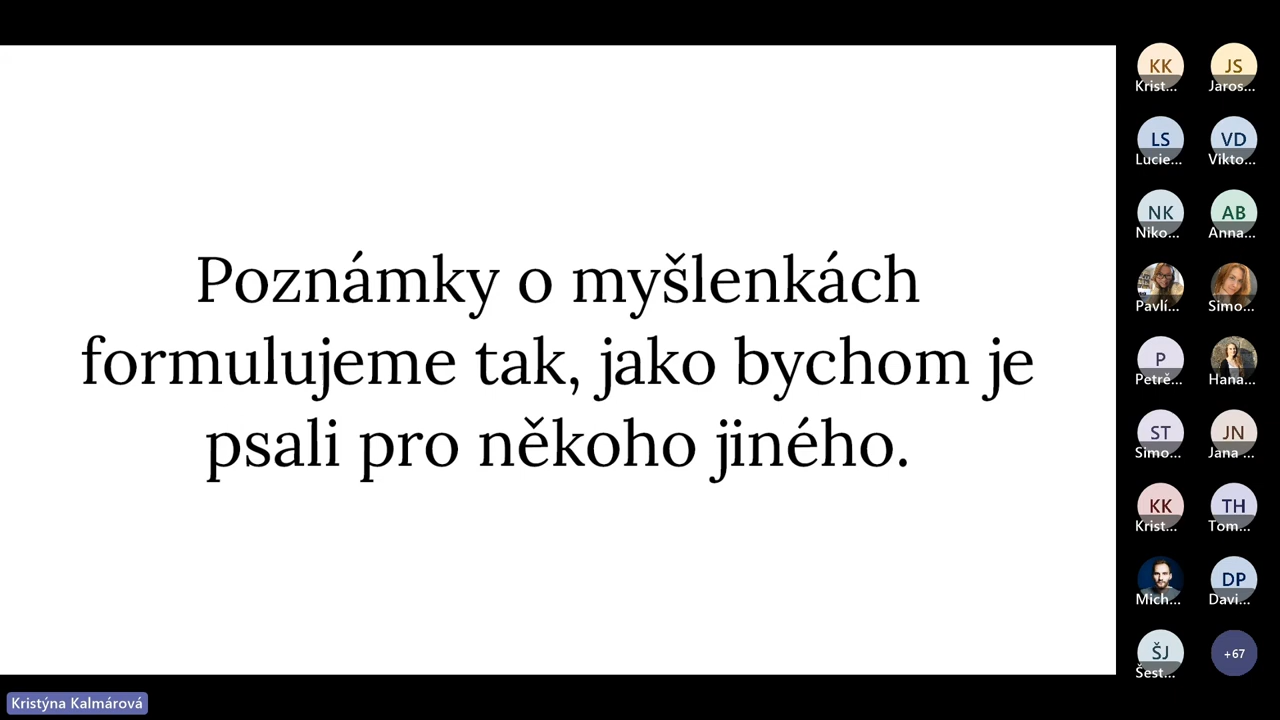 Poznámky o myšlenkách
formulujeme tak, jako bychom je
psali pro někoho jiného.
KK
Krist...
JS
Jaros...
LS
Lucie...
VD
Vikto...
NK
Niko...
AB
Anna...
Pavlí...
Simo...
P
Petrě...
Hana...
ST
Simo...
JN
Jana ...
KK
Krist...
TH
Tom...
Mich...
DP
Davi...
ŠJ
Šest...
+67
Kristýna Kalmárová